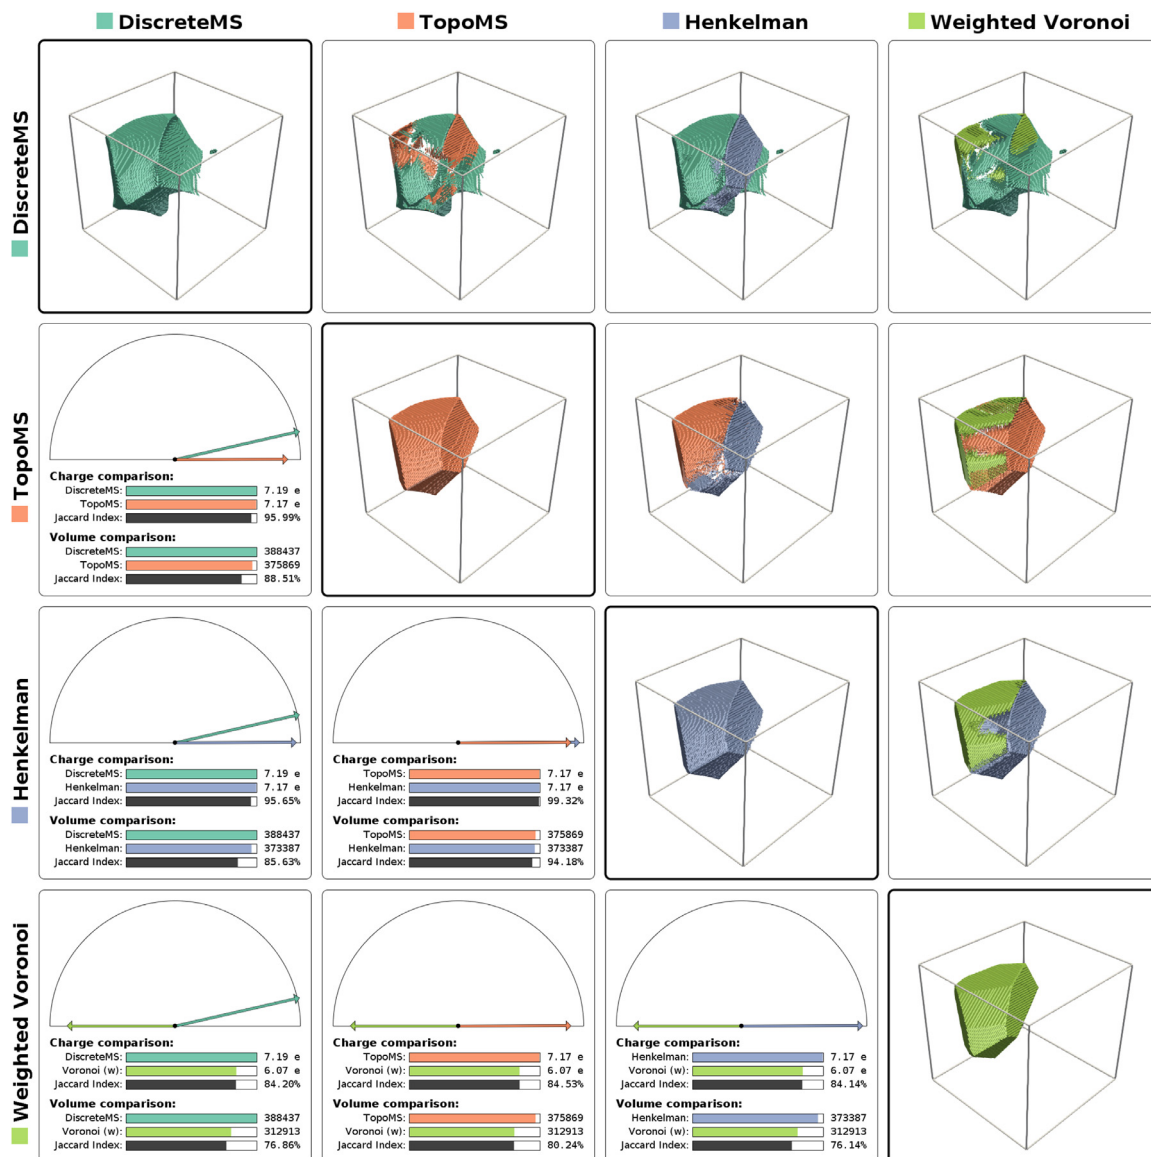 DiscreteMS TopoMS Henkelman Weighted Voronoi
DiscreteMS
TopoMS
Charge comparison:
DiscreteMS: 7.19 e
TopoMS: 7.17 e
Jaccard Index: 95.99%
Volume comparison:
DiscreteMS: 388437
TopoMS: 375869
Jaccard Index: 88.51%
Henkelman
Charge comparison:
DiscreteMS: 7.19 e
Henkelman: 7.17 e
Jaccard Index: 95.65%
Volume comparison:
DiscreteMS: 388437
Henkelman: 373387
Jaccard Index: 85.63%
Charge comparison:
TopoMS: 7.17 e
Henkelman: 7.17 e
Jaccard Index: 99.32%
Volume comparison:
TopoMS: 375869
Henkelman: 373387
Jaccard Index: 94.18%
Weighted Voronoi
Charge comparison:
DiscreteMS: 7.19 e
Voronoi (w): 6.07 e
Jaccard Index: 84.20%
Volume comparison:
DiscreteMS: 388437
Voronoi (w): 312913
Jaccard Index: 76.86%
Charge comparison:
TopoMS: 7.17 e
Voronoi (w): 6.07 e
Jaccard Index: 84.53%
Volume comparison:
TopoMS: 375869
Voronoi (w): 312913
Jaccard Index: 80.24%
Charge comparison:
Henkelman: 7.17 e
Voronoi (w): 6.07 e
Jaccard Index: 84.14%
Volume comparison:
Henkelman: 373387
Voronoi (w): 312913
Jaccard Index: 76.14%